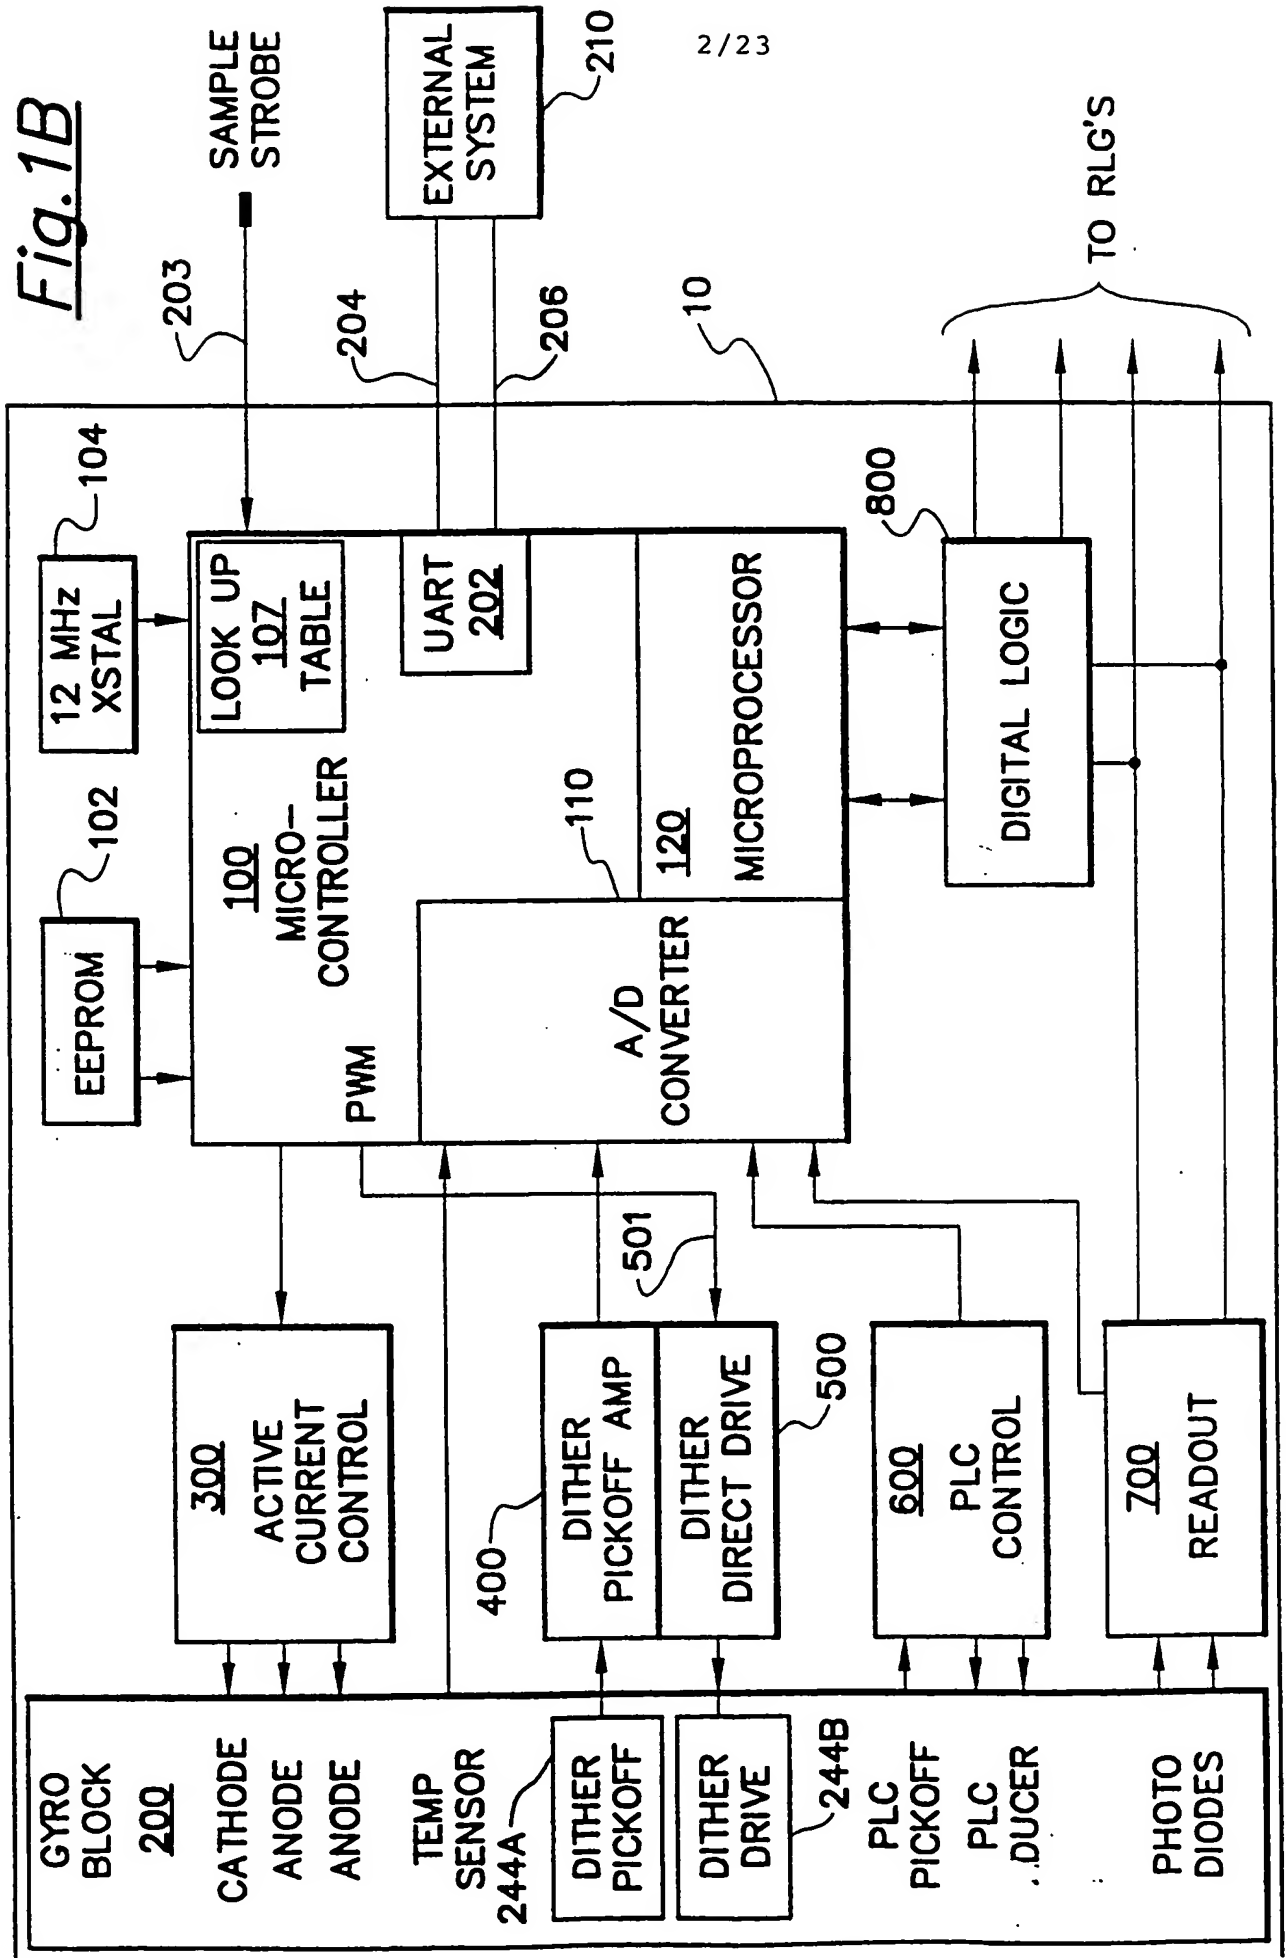 2/23
Fig.1B
GYRO
BLOCK
200
CATHODE
ANODE
ANODE
TEMP
SENSOR
244A
DITHER
PICKOFF
DITHER
DRIVE
244B
PLC
PICKOFF
PLC
DUCER
PHOTO
DIODES
300
ACTIVE
CURRENT
CONTROL
400
DITHER
PICKOFF AMP
DITHER
DIRECT DRIVE
500
501
600
PLC
CONTROL
700
READOUT
EEPROM
102
12 MHz
XSTAL
104
100
MICRO-
CONTROLLER
PWM
LOOK UP
107
TABLE
UART
202
A/D
CONVERTER
110
120
MICROPROCESSOR
DIGITAL LOGIC
800
203
SAMPLE
STROBE
204
206
EXTERNAL
SYSTEM
210
10
TO RLG'S